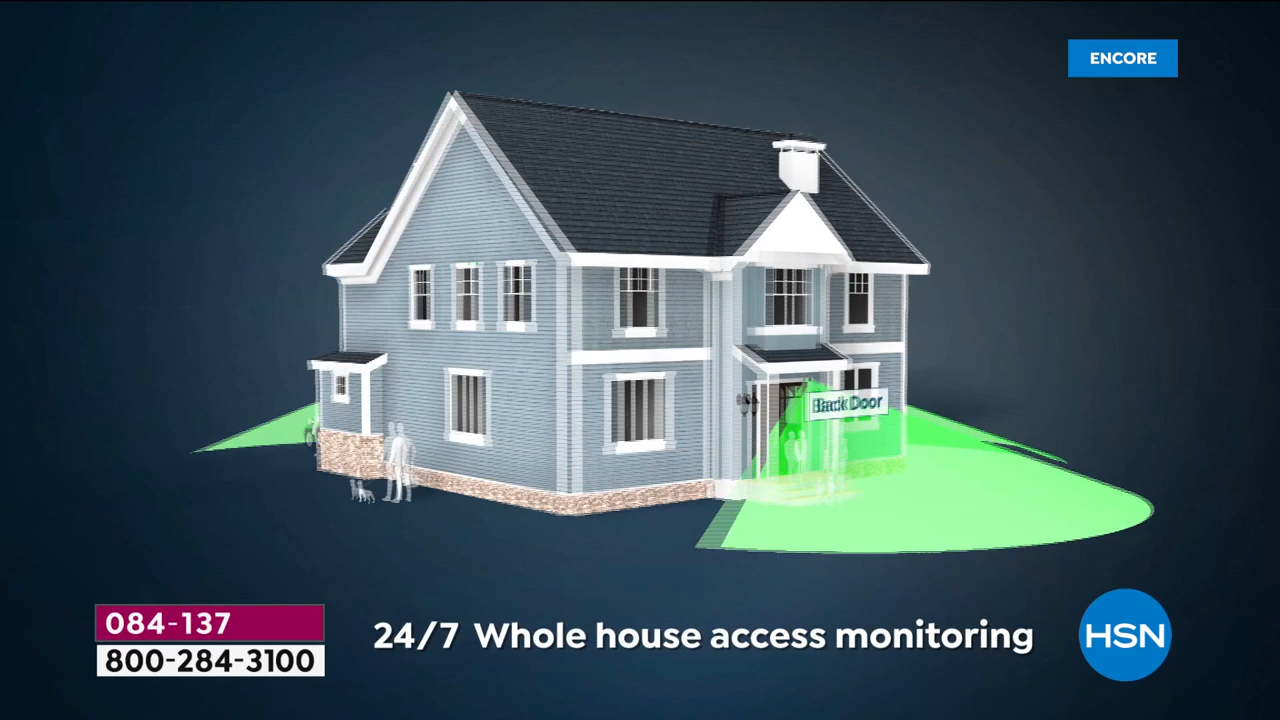 ENCORE
Back Door
084-137
800-284-3100
24/7 Whole house access monitoring
HSN